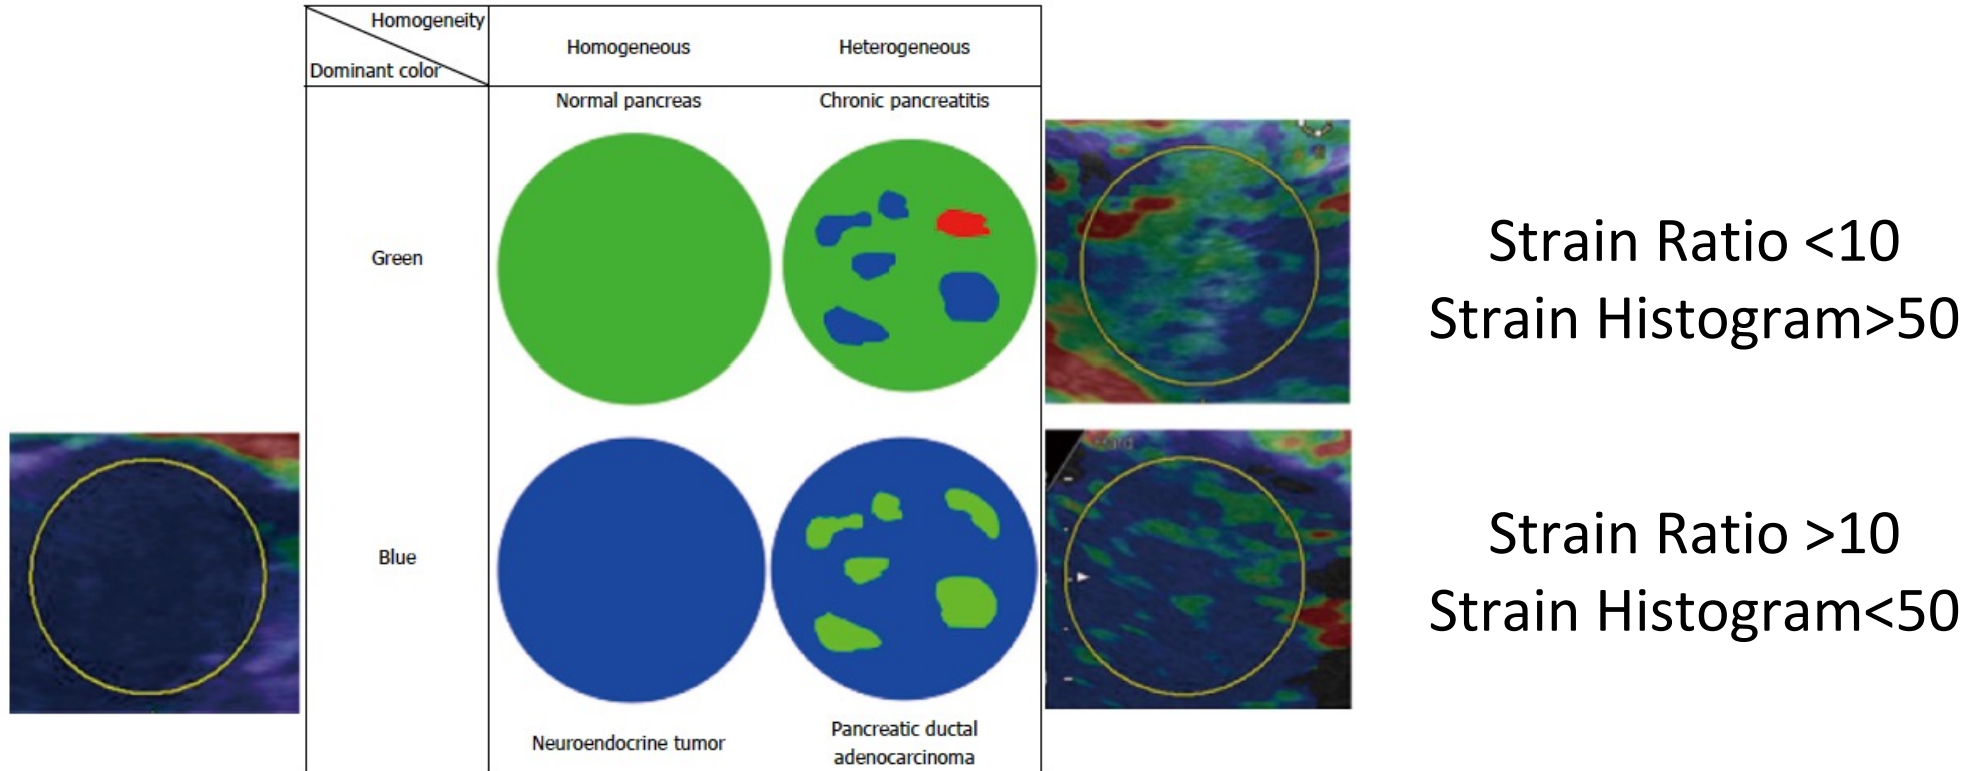 Homogeneity
Dominant color
Homogeneous
Heterogeneous
Normal pancreas
Chronic pancreatitis
Green
Strain Ratio <10
Strain Histogram>50
Blue
Strain Ratio >10
Strain Histogram<50
Neuroendocrine tumor
Pancreatic ductal
adenocarcinoma